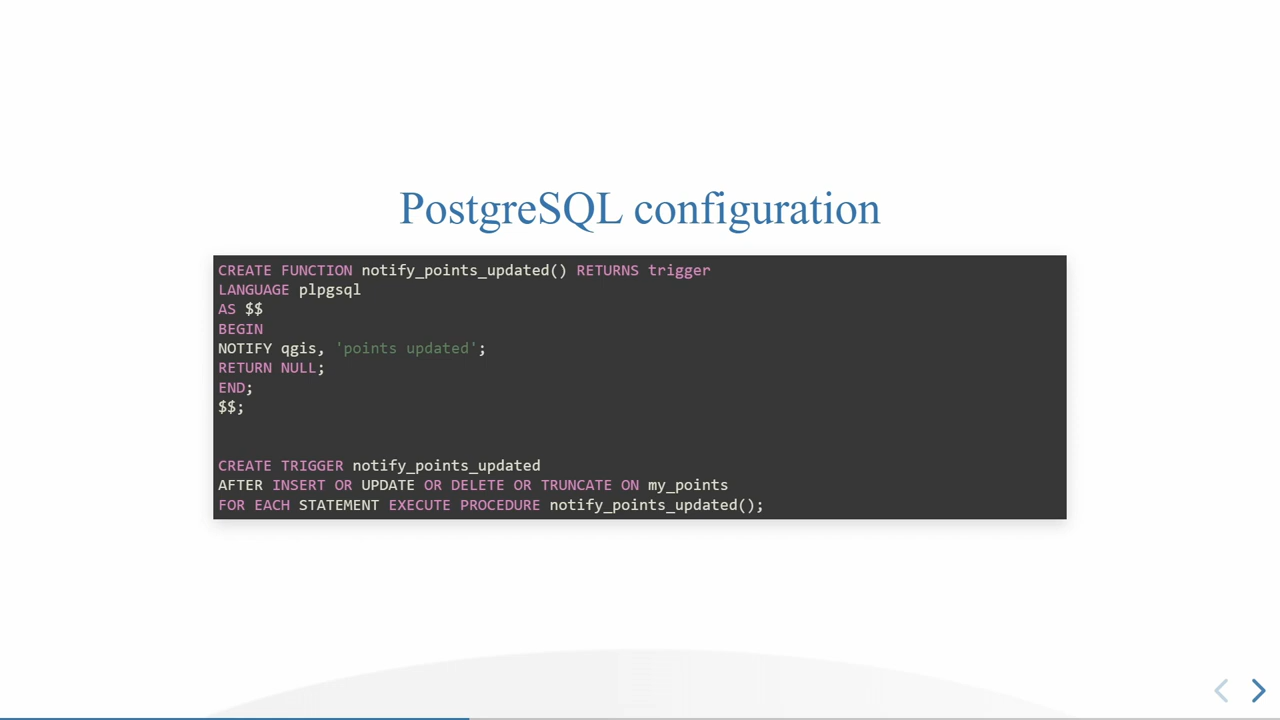 PostgreSQL configuration
CREATE FUNCTION notify_points_updated() RETURNS trigger
LANGUAGE plpgsql
AS $$
BEGIN
NOTIFY qgis, 'points updated';
RETURN NULL;
END;
$$;
CREATE TRIGGER notify_points_updated
AFTER INSERT OR UPDATE OR DELETE OR TRUNCATE ON my_points
FOR EACH STATEMENT EXECUTE PROCEDURE notify_points_updated();